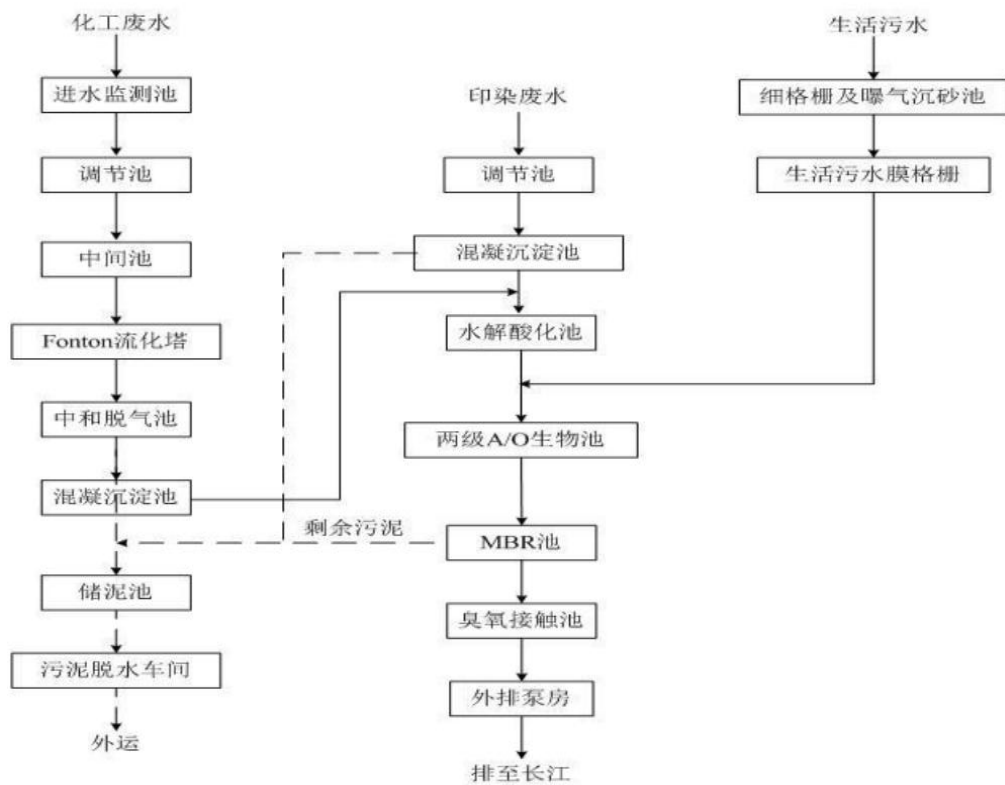 化工废水
进水监测池
调节池
中间池
Fonton流化塔
中和脱气池
混凝沉淀池
储泥池
污泥脱水车间
外运
印染废水
调节池
混凝沉淀池
水解酸化池
两级A/O生物池
剩余污泥
MBR池
臭氧接触池
外排泵房
排至长江
生活污水
细格栅及曝气沉砂池
生活污水膜格栅